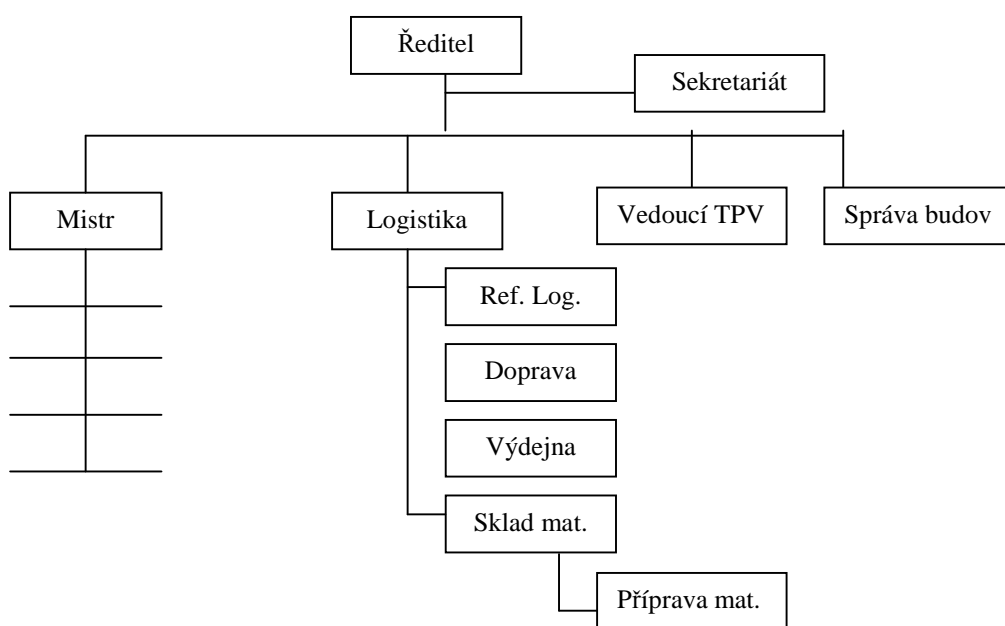 Ředitel
Sekretariát
Mistr
Logistika
Vedoucí TPV
Správa budov
Ref. Log.
Doprava
Výdejna
Sklad mat.
Příprava mat.